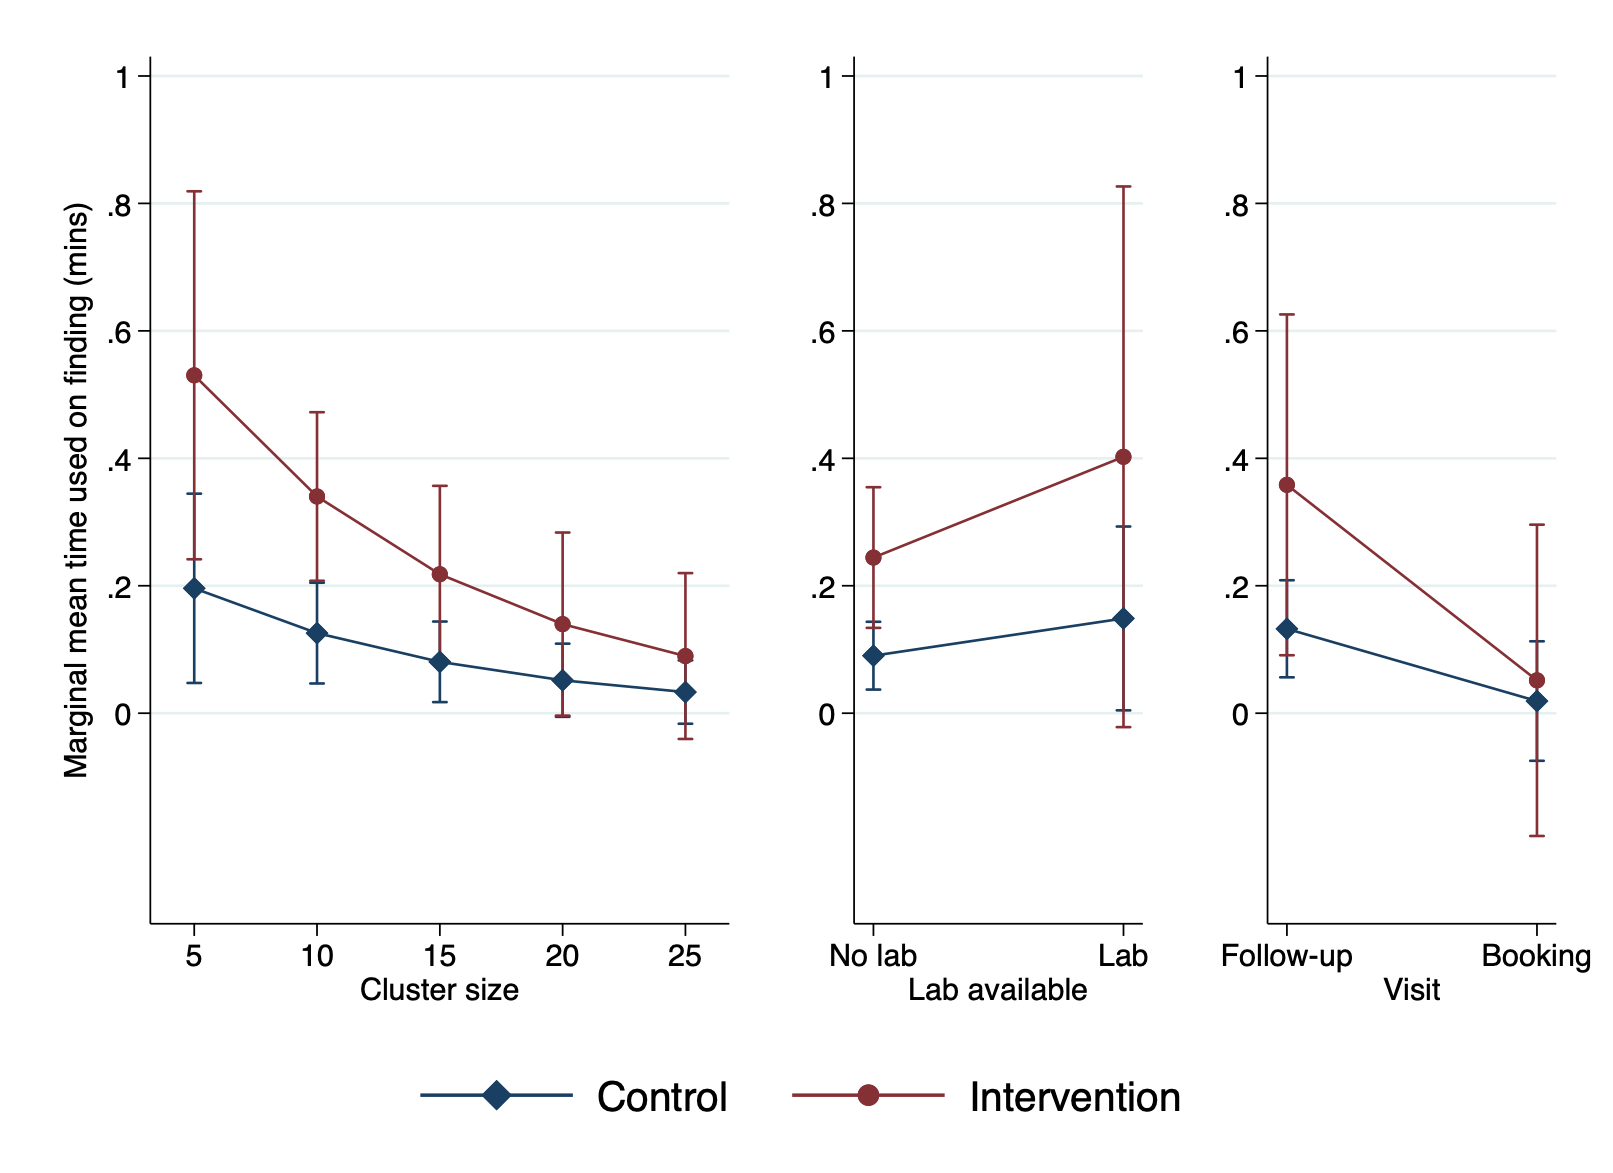 Marginal mean time used on finding (mins)
1
.8
.6
.4
.2
0
5 10 15 20 25
Cluster size
1
.8
.6
.4
.2
0
No lab Lab
Lab available
1
.8
.6
.4
.2
0
Follow-up Booking
Visit
Control Intervention